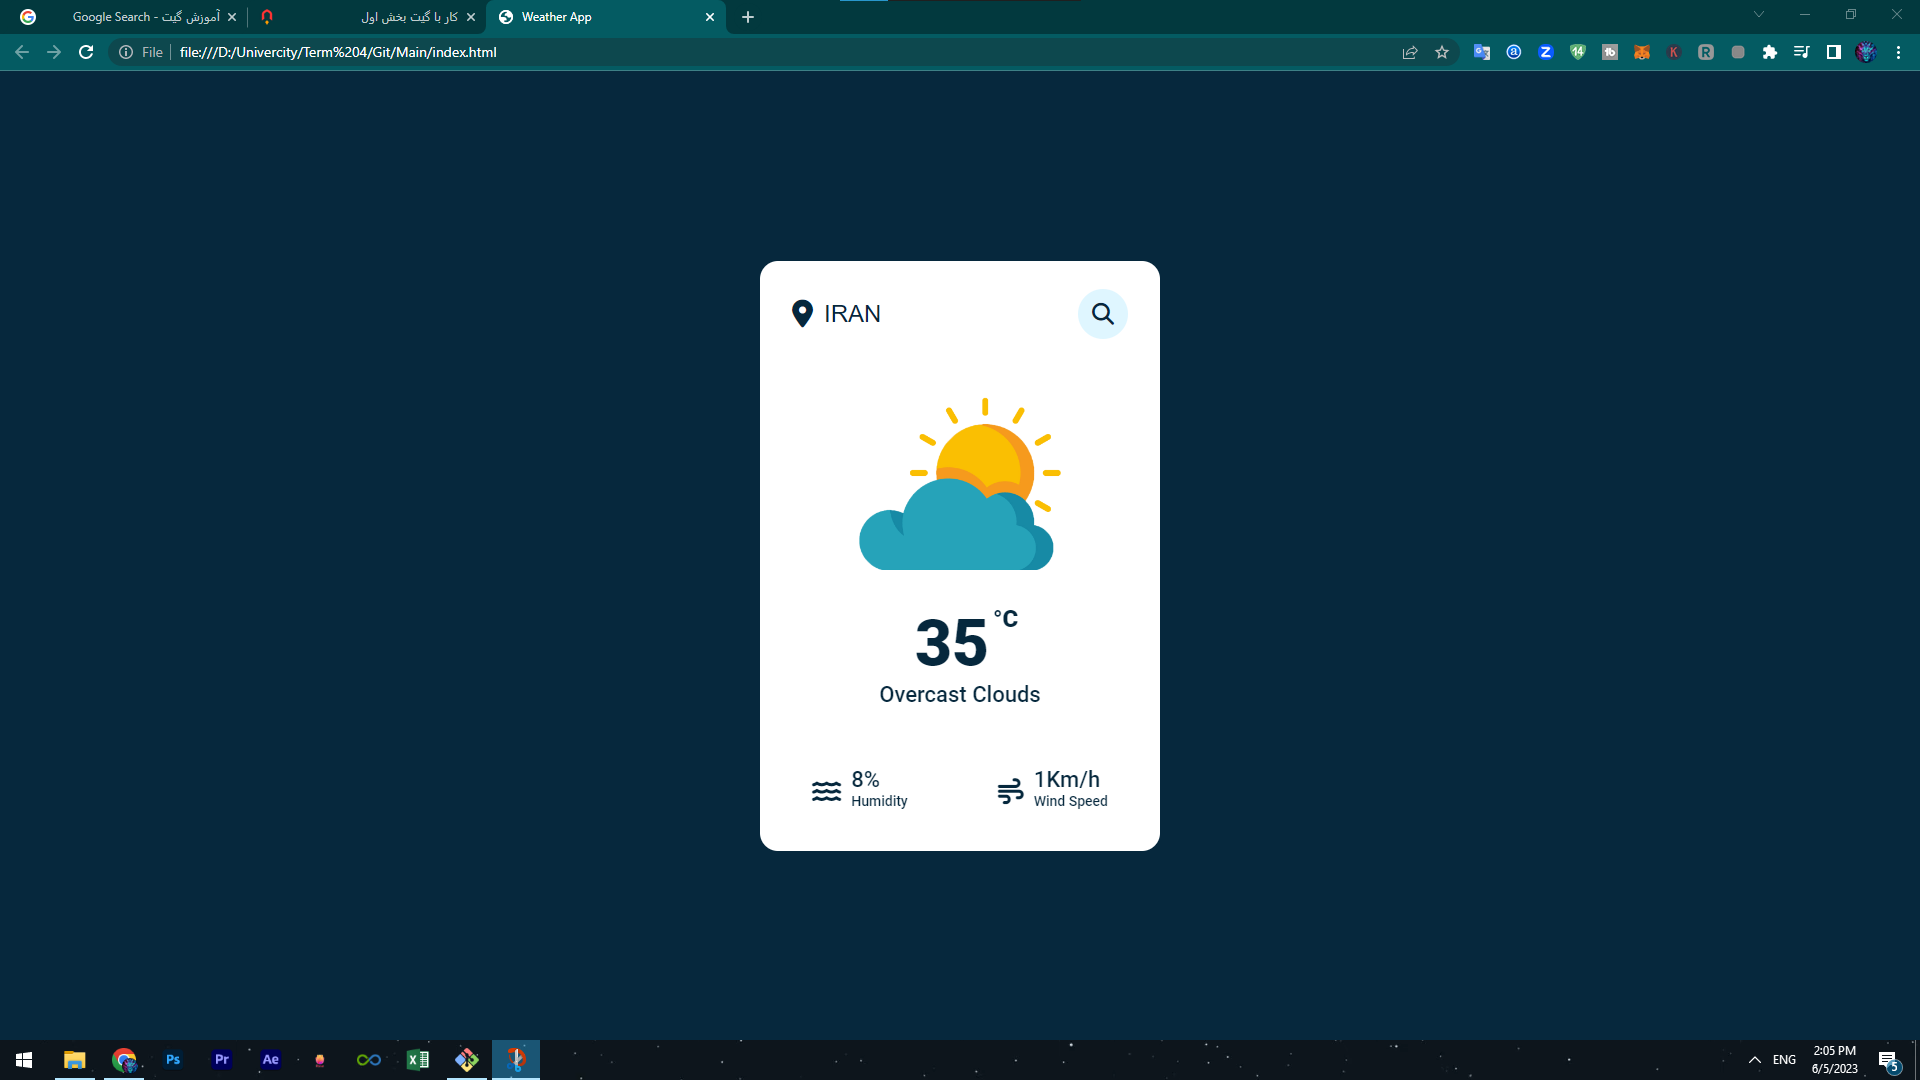 آموزش گیت - Google Search
کار با گیت بخش اول
Weather App
File
file:///D:/Univercity/Term%204/Git/Main/index.html
IRAN
35 °C
Overcast Clouds
8%
Humidity
1Km/h
Wind Speed
Ps
Pr
Ae
ENG
2:05 PM
6/5/2023
5